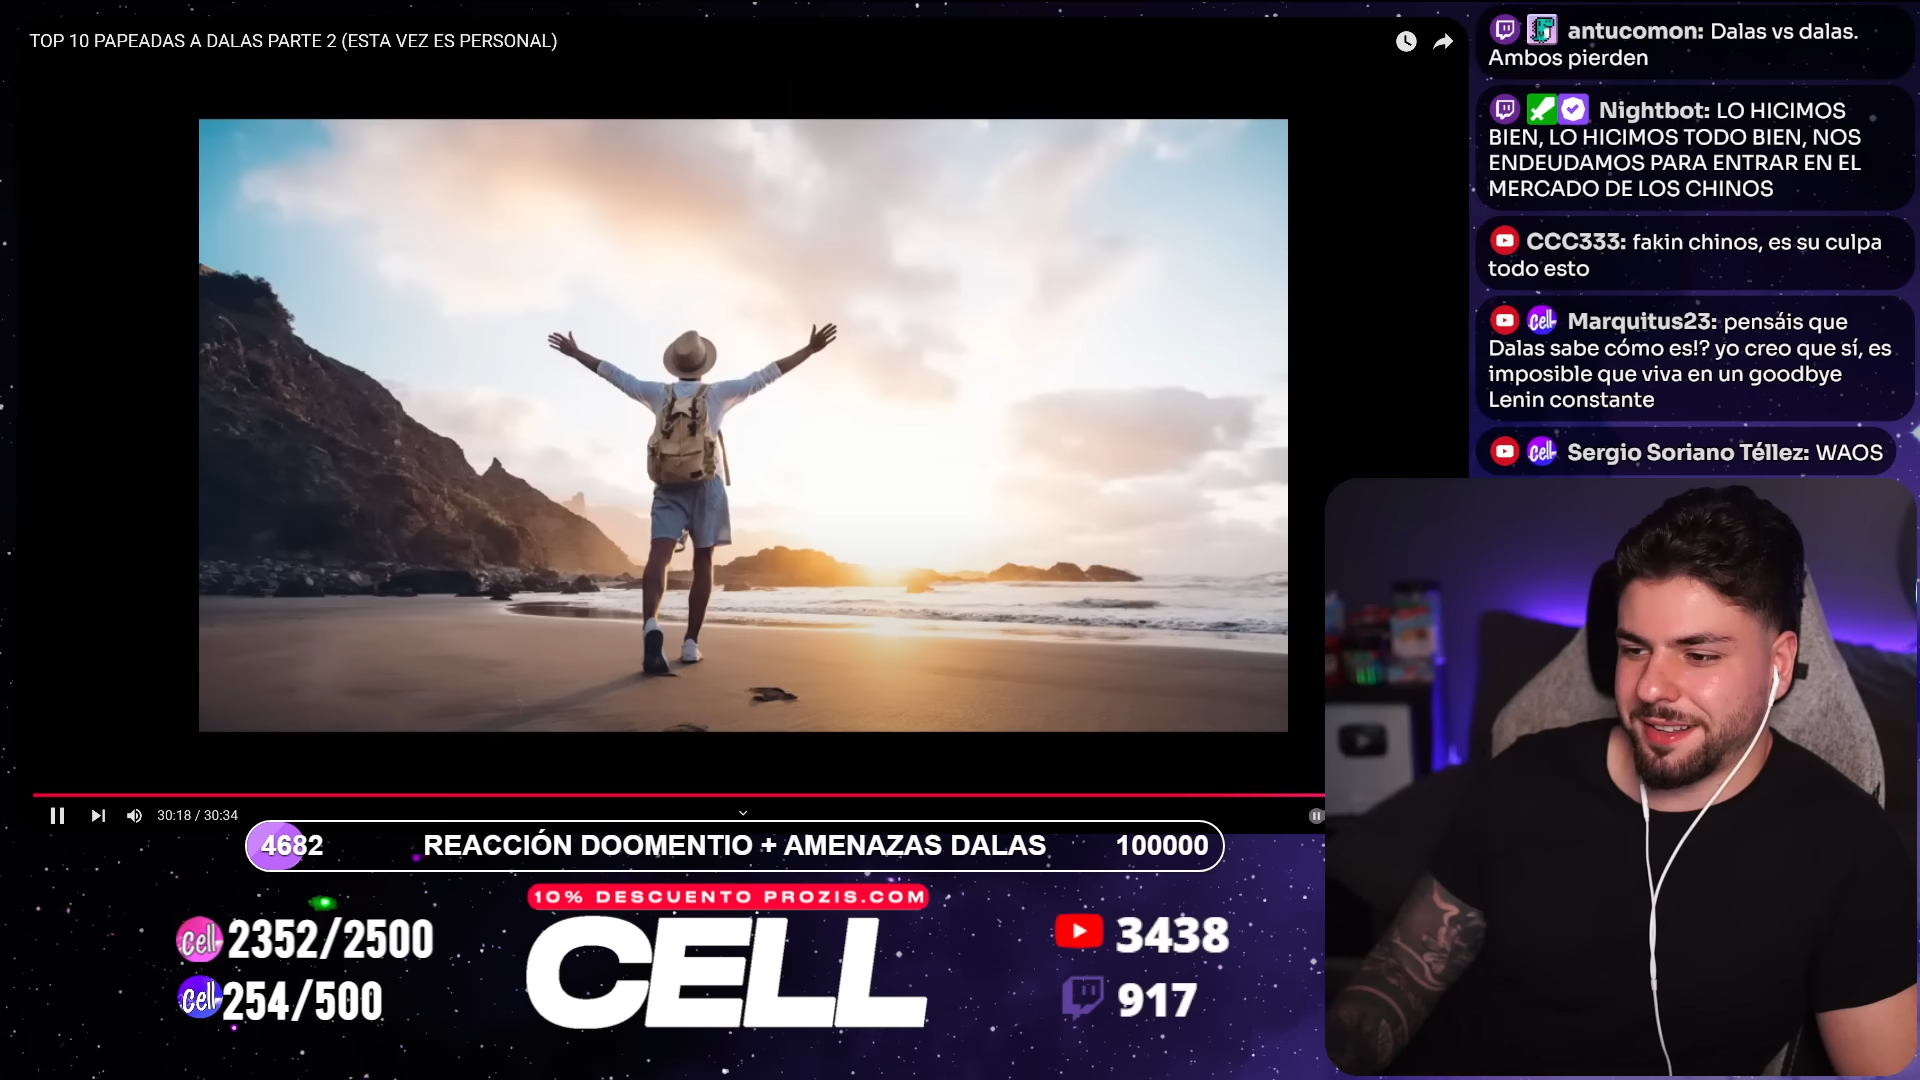 TOP 10 PAPEADAS A DALAS PARTE 2 (ESTA VEZ ES PERSONAL)
antucomon: Dalas vs dalas.
Ambos pierden
Nightbot: LO HICIMOS
BIEN, LO HICIMOS TODO BIEN, NOS
ENDEUDAMOS PARA ENTRAR EN EL
MERCADO DE LOS CHINOS
CCC333: fakin chinos, es su culpa
todo esto
cell Marquitus23: pensáis que
Dalas sabe cómo es!? yo creo que sí, es
imposible que viva en un goodbye
Lenin constante
cell Sergio Soriano Téllez: WAOS
30:18 / 30:34
4682 REACCIÓN DOOMENTIO + AMENAZAS DALAS 100000
10% DESCUENTO PROZIS.COM
CELL
cell 2352/2500
cell 254/500
3438
917